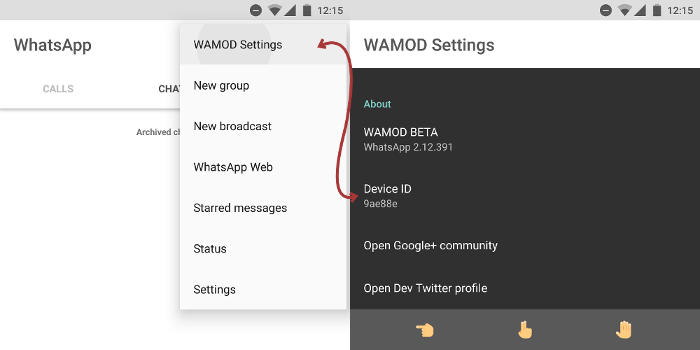 12:15
WhatsApp
WAMOD Settings
CALLS
CHA
New group
Archived c
New broadcast
WhatsApp Web
Starred messages
Status
Settings
12:15
WAMOD Settings
About
WAMOD BETA
WhatsApp 2.12.391
Device ID
9ae88e
Open Google+ community
Open Dev Twitter profile